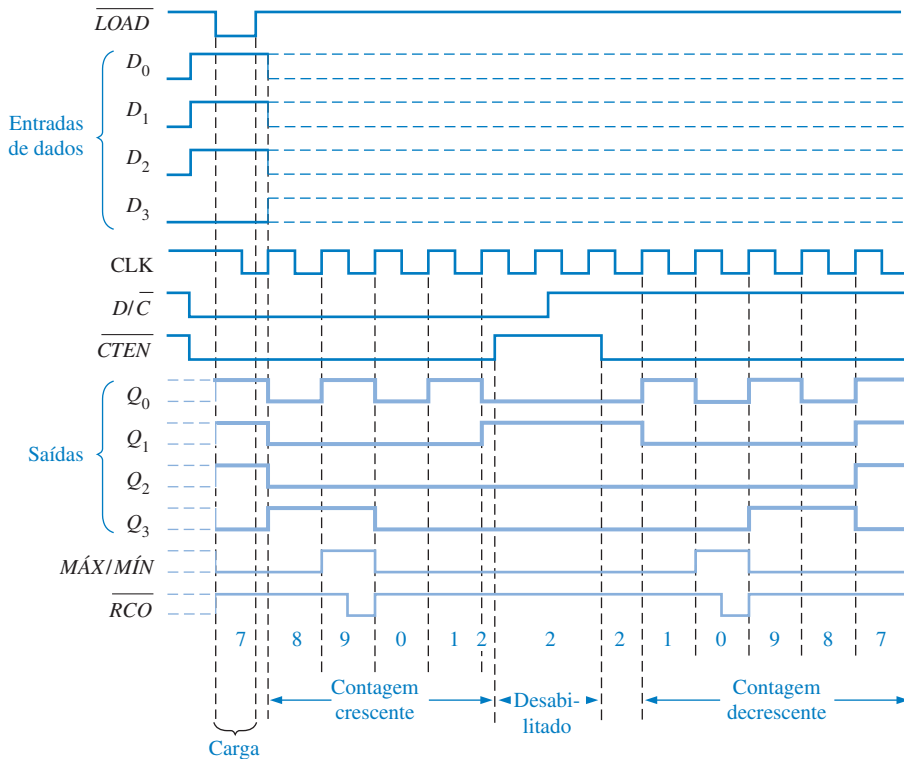 LOAD
D0
D1
Entradas
de dados
D2
D3
CLK
D/C
CTEN
Q0
Q1
Saídas
Q2
Q3
MÁX/MÍN
RCO
7 8 9 0 1 2 2 2 1 0 9 8 7
Contagem
crescente
Desabi-
litado
Contagem
decrescente
Carga